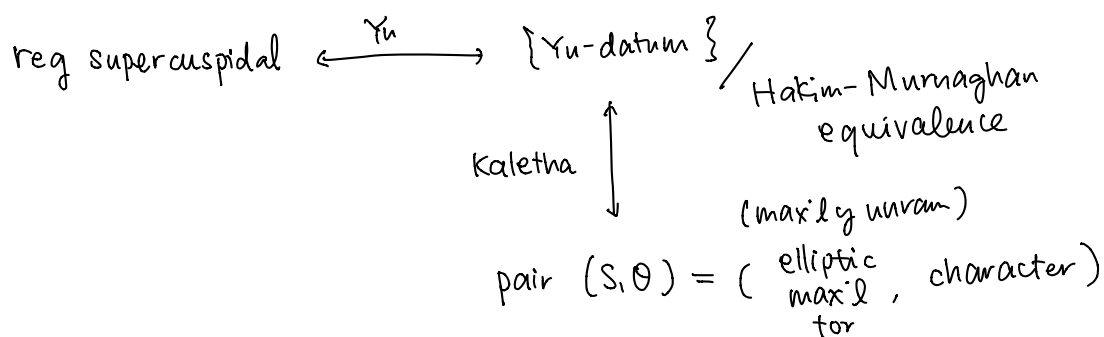 Yu
reg supercuspidal ⟷ {Yu-datum} /
Hakim-Murnaghan
equivalence
Kaletha
(max'ly unram)
pair (S, θ) = ( elliptic
max'l , character )
tor